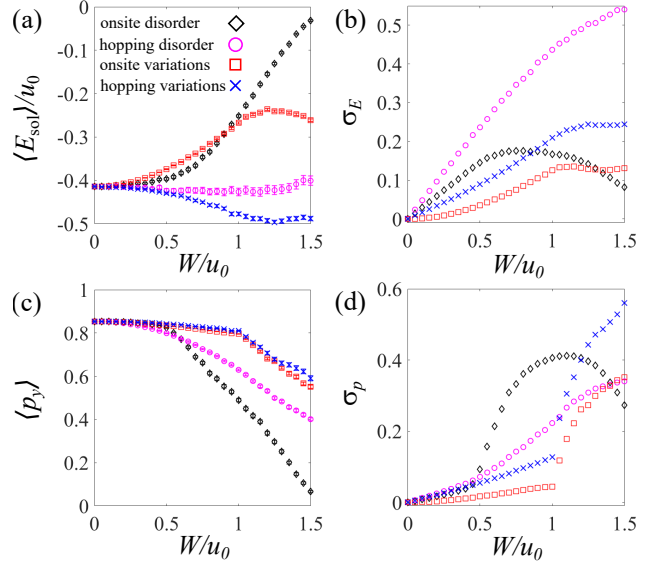 (a)
0
-0.1
-0.2
-0.3
-0.4
-0.5
⟨E_sol⟩/u_0
onsite disorder
hopping disorder
onsite variations
hopping variations
0 0.5 1 1.5
W/u_0
(b)
0.5
0.4
0.3
0.2
0.1
0
σ_E
0 0.5 1 1.5
W/u_0
(c)
1
0.8
0.6
0.4
0.2
0
⟨p_y⟩
0 0.5 1 1.5
W/u_0
(d)
0.6
0.4
0.2
0
σ_p
0 0.5 1 1.5
W/u_0